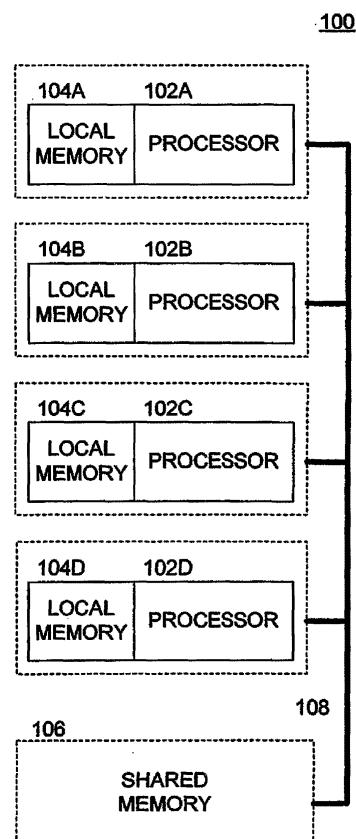 100
104A 102A
LOCAL MEMORY PROCESSOR
104B 102B
LOCAL MEMORY PROCESSOR
104C 102C
LOCAL MEMORY PROCESSOR
104D 102D
LOCAL MEMORY PROCESSOR
108
106
SHARED
MEMORY